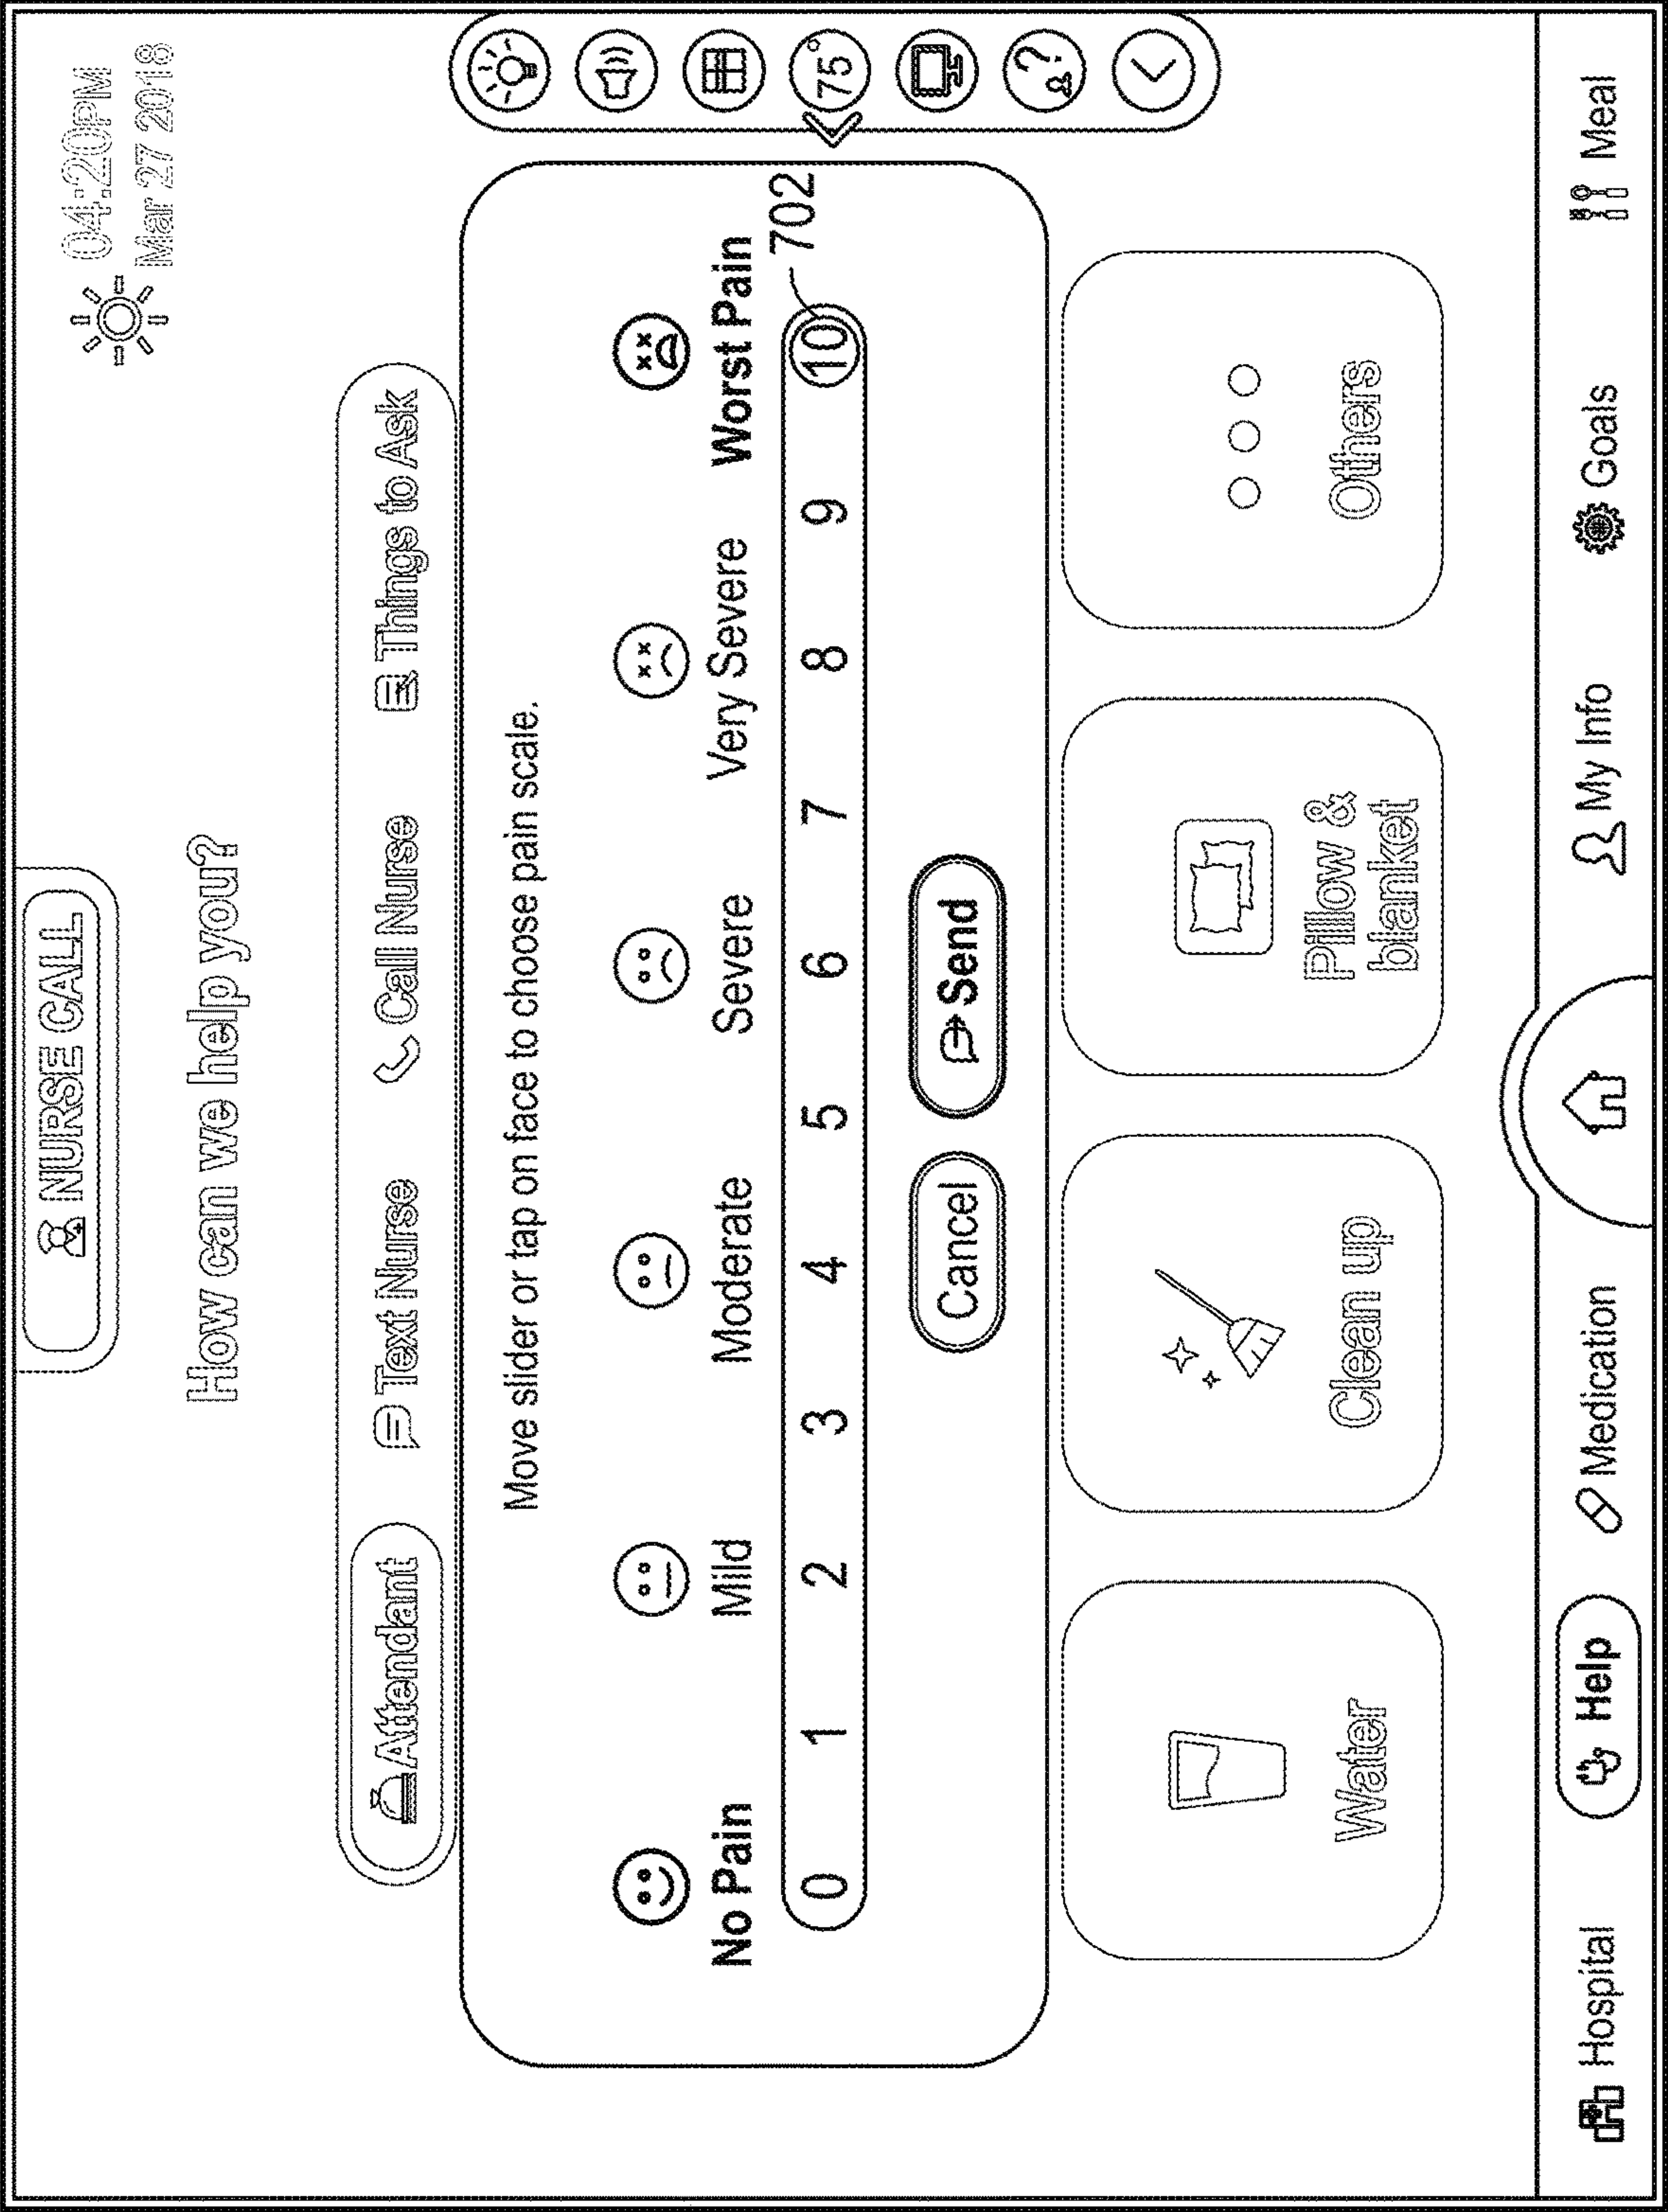 NURSE CALL
04:20PM
Mar 27 2018
How can we help you?
Attendant Text Nurse Call Nurse Things to Ask
Move slider or tap on face to choose pain scale.
No Pain Mild Moderate Severe Very Severe Worst Pain
0 1 2 3 4 5 6 7 8 9 10
702
75°
?
Cancel Send
Water Clean up Pillow & blanket Others
Hospital Help Medication My Info Goals Meal